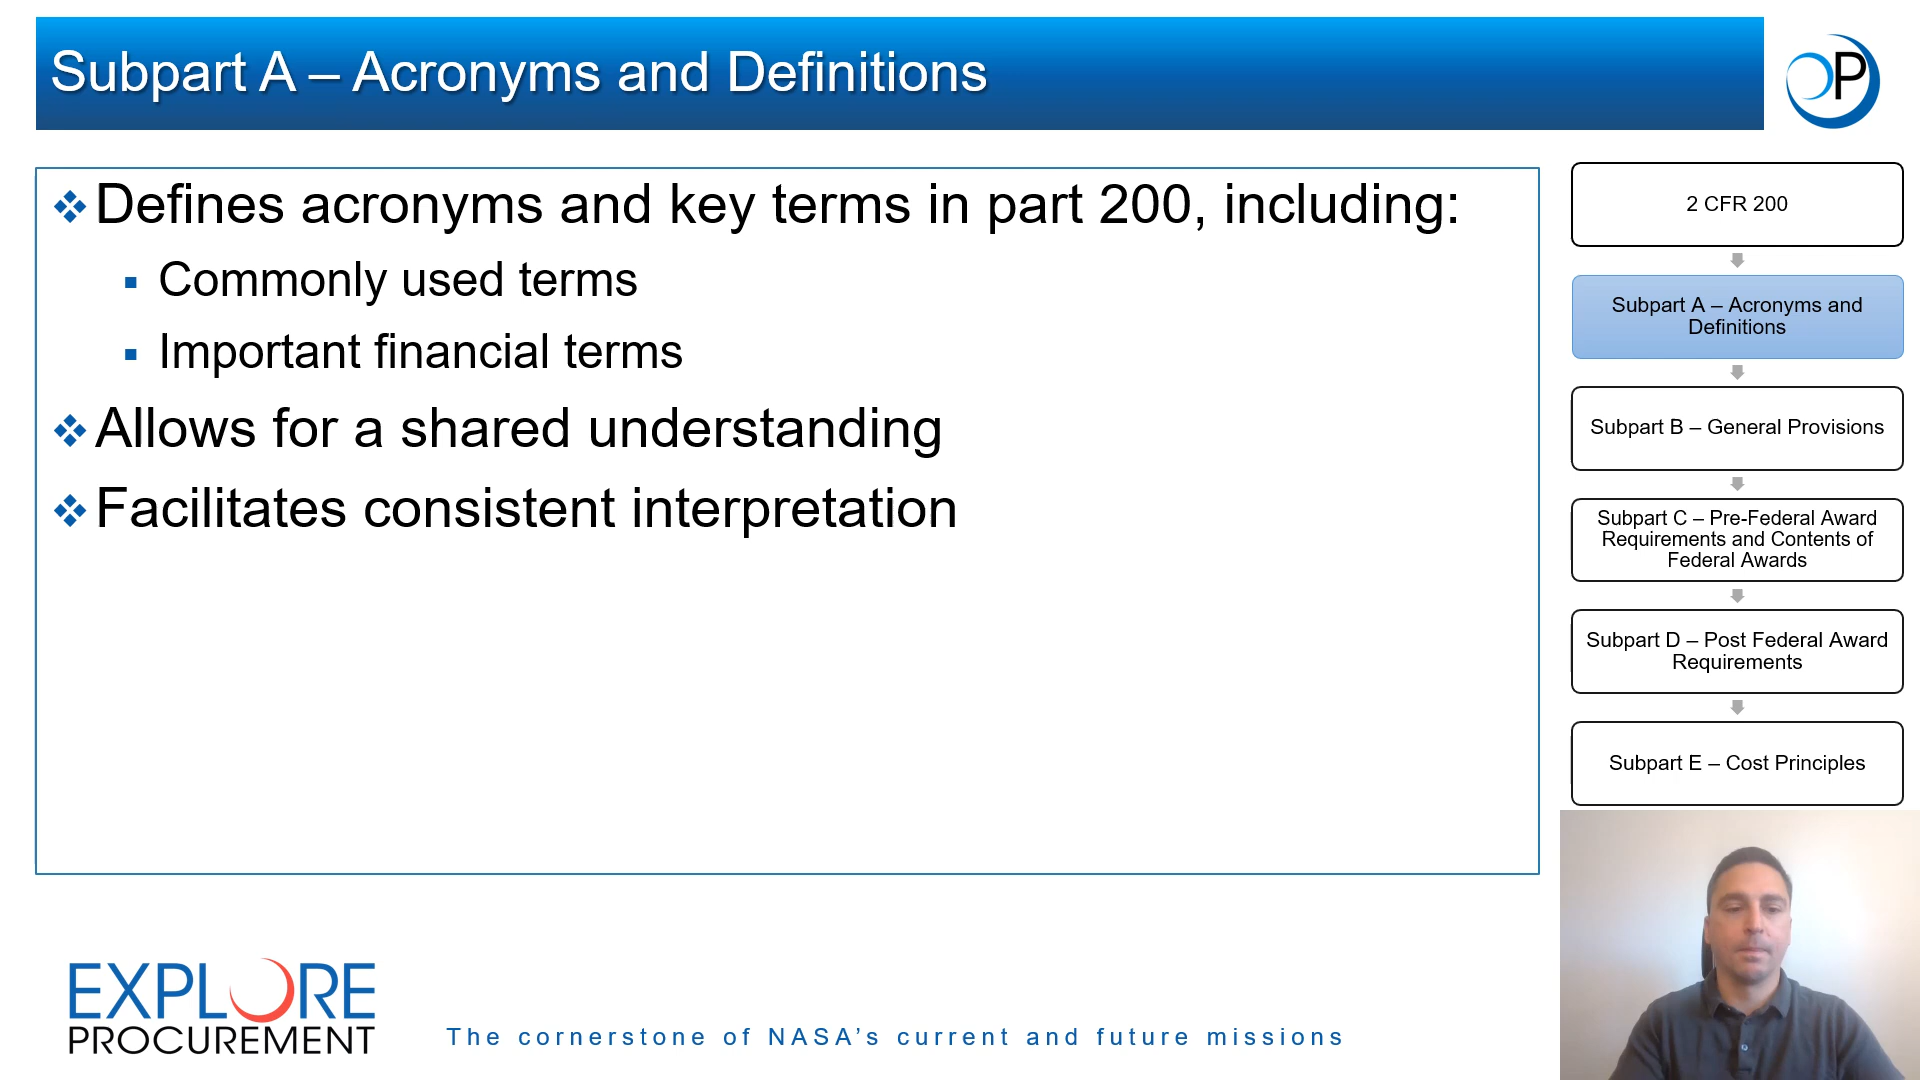 Subpart A – Acronyms and Definitions
Defines acronyms and key terms in part 200, including:
Commonly used terms
Important financial terms
Allows for a shared understanding
Facilitates consistent interpretation
P
2 CFR 200
Subpart A – Acronyms and
Definitions
Subpart B – General Provisions
Subpart C – Pre-Federal Award
Requirements and Contents of
Federal Awards
Subpart D – Post Federal Award
Requirements
Subpart E – Cost Principles
EXPLORE
PROCUREMENT
The cornerstone of NASA’s current and future missions